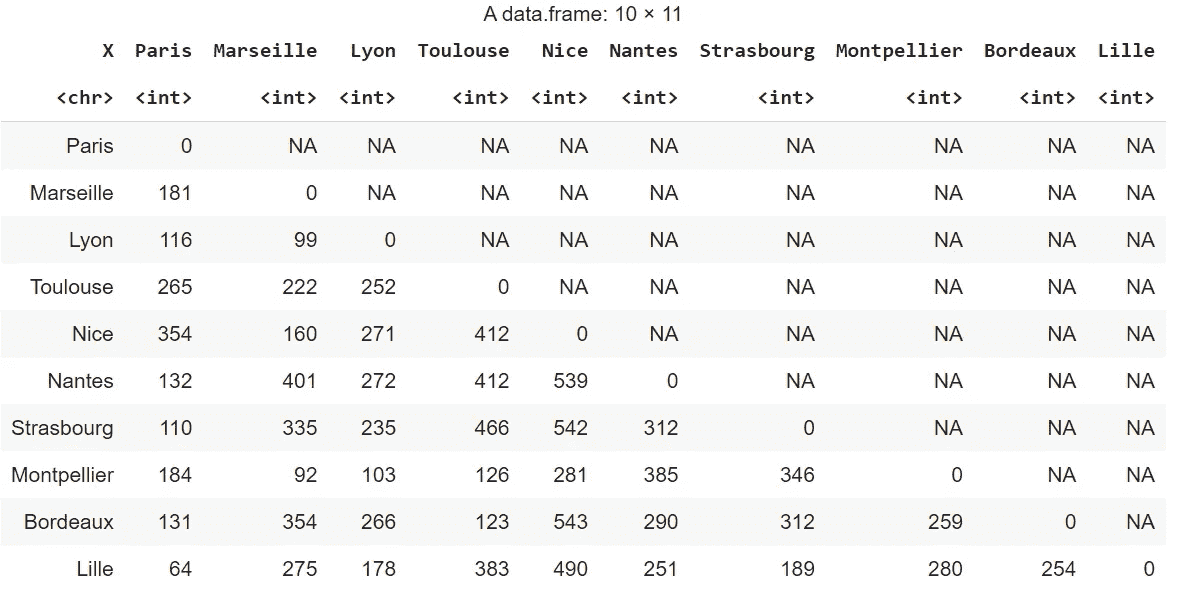 A data.frame: 10 × 11
X Paris Marseille Lyon Toulouse Nice Nantes Strasbourg Montpellier Bordeaux Lille
<chr> <int> <int> <int> <int> <int> <int> <int> <int> <int> <int>
Paris 0 NA NA NA NA NA NA NA NA NA
Marseille 181 0 NA NA NA NA NA NA NA NA
Lyon 116 99 0 NA NA NA NA NA NA NA
Toulouse 265 222 252 0 NA NA NA NA NA NA
Nice 354 160 271 412 0 NA NA NA NA NA
Nantes 132 401 272 412 539 0 NA NA NA NA
Strasbourg 110 335 235 466 542 312 0 NA NA NA
Montpellier 184 92 103 126 281 385 346 0 NA NA
Bordeaux 131 354 266 123 543 290 312 259 0 NA
Lille 64 275 178 383 490 251 189 280 254 0